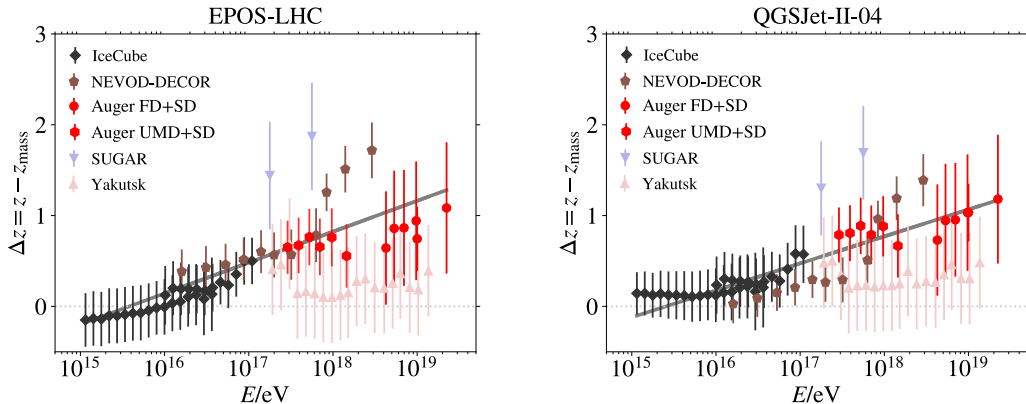 EPOS-LHC
3
2
1
0
Δz = z − z_mass
IceCube
NEVOD-DECOR
Auger FD+SD
Auger UMD+SD
SUGAR
Yakutsk
10^15 10^16 10^17 10^18 10^19
E/eV
QGSJet-II-04
3
2
1
0
Δz = z − z_mass
IceCube
NEVOD-DECOR
Auger FD+SD
Auger UMD+SD
SUGAR
Yakutsk
10^15 10^16 10^17 10^18 10^19
E/eV